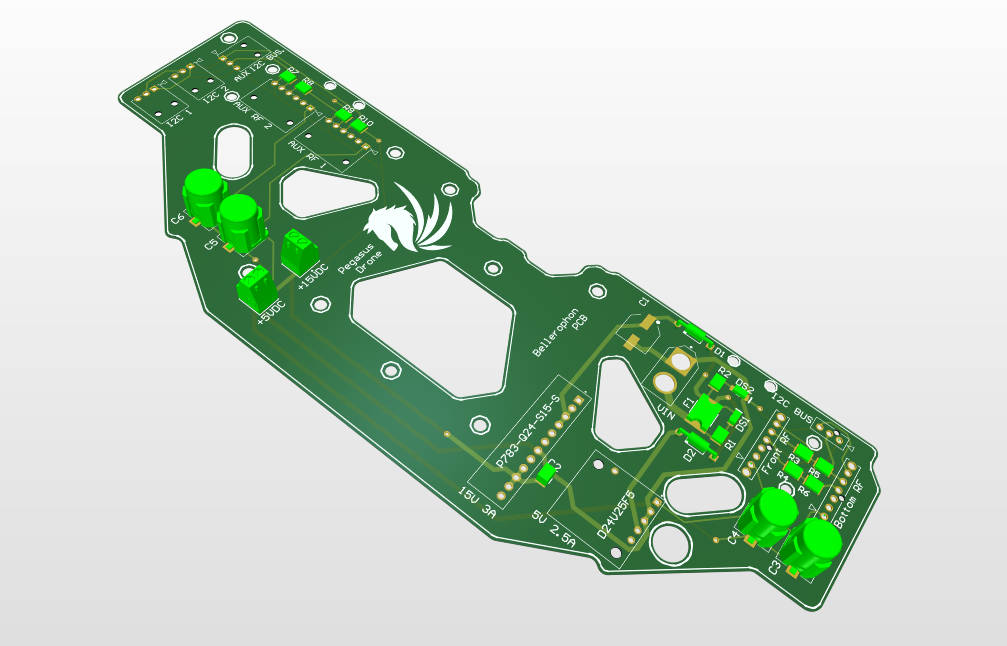 AUX I2C BUS.
I2C 2
I2C 1
R7
R8
AUX RF 2
R9
R10
AUX RF 1
C6
C5
+15VDC
+5VDC
Pegasus
Drone
Bellerophon
PCB
C1
D1
R2
DS2
VIN
F1
DS1
R1
D2
I2C BUS
Front RF
R3
R5
R4
R6
Bottom RF
P783-Q24-S15-S
C2
15V 3A
5V 2.5A
D24V25F5
C4
C3